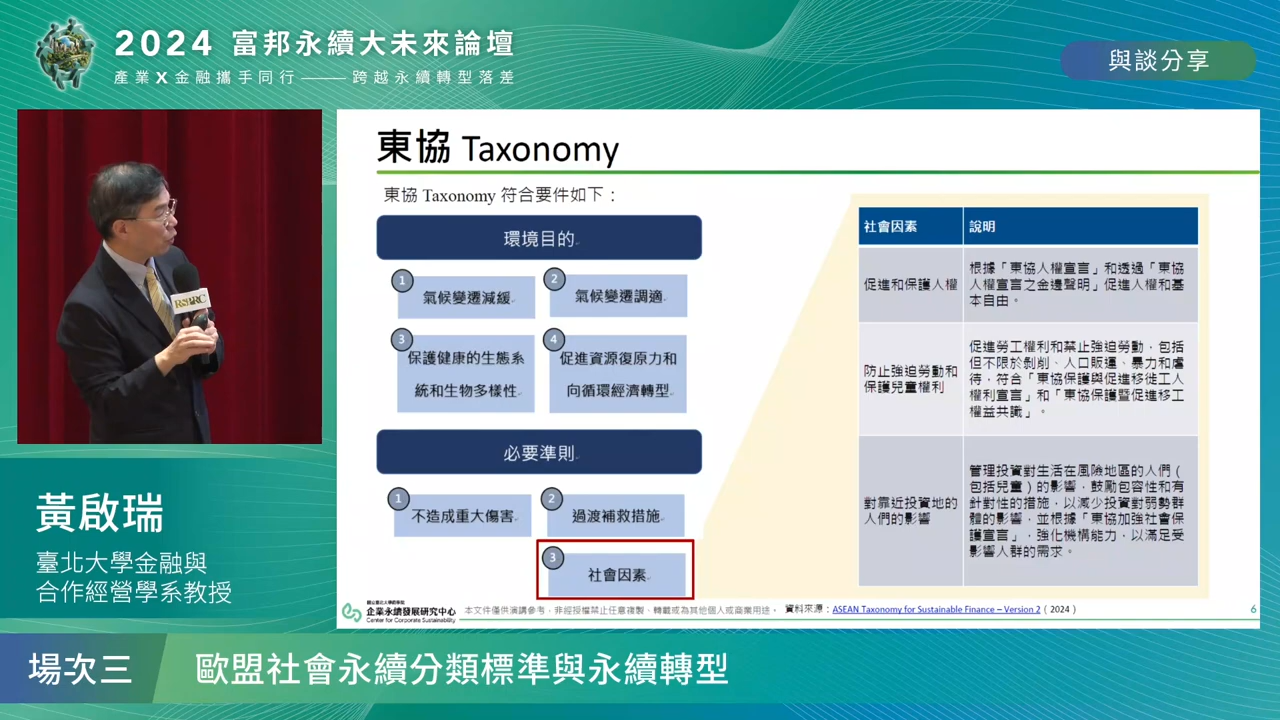 2024 富邦永續大未來論壇
產業X金融攜手同行——跨越永續轉型落差
與談分享
東協 Taxonomy
東協 Taxonomy 符合要件如下：
環境目的
1
氣候變遷減緩
2
氣候變遷調適
3
保護健康的生態系
統和生物多樣性
4
促進資源復原力和
向循環經濟轉型
必要準則
1
不造成重大傷害
2
過渡補救措施
3
社會因素
社會因素
說明
促進和保護人權
根據「東協人權宣言」和透過「東協
人權宣言之金邊聲明」促進人權和基
本自由。
防止強迫勞動和
保護兒童權利
促進勞工權利和禁止強迫勞動，包括
但不限於剝削、人口販運、暴力和虐
待，符合「東協保護與促進移徙工人
權利宣言」和「東協保護暨促進移工
權益共識」。
對靠近投資地的
人們的影響
管理投資對生活在風險地區的人們（
包括兒童）的影響，鼓勵包容性和有
針對性的措施，以減少投資對弱勢群
體的影響，並根據「東協加強社會保
護宣言」，強化機構能力，以滿足受
影響人群的需求。
國立臺北大學商學院
企業永續發展研究中心
Center for Corporate Sustainability
本文件僅供演講參考，非經授權禁止任意複製、轉載或為其他個人或商業用途。
資料來源：ASEAN Taxonomy for Sustainable Finance – Version 2（2024）
6
黃啟瑞
臺北大學金融與
合作經營學系教授
場次三
歐盟社會永續分類標準與永續轉型